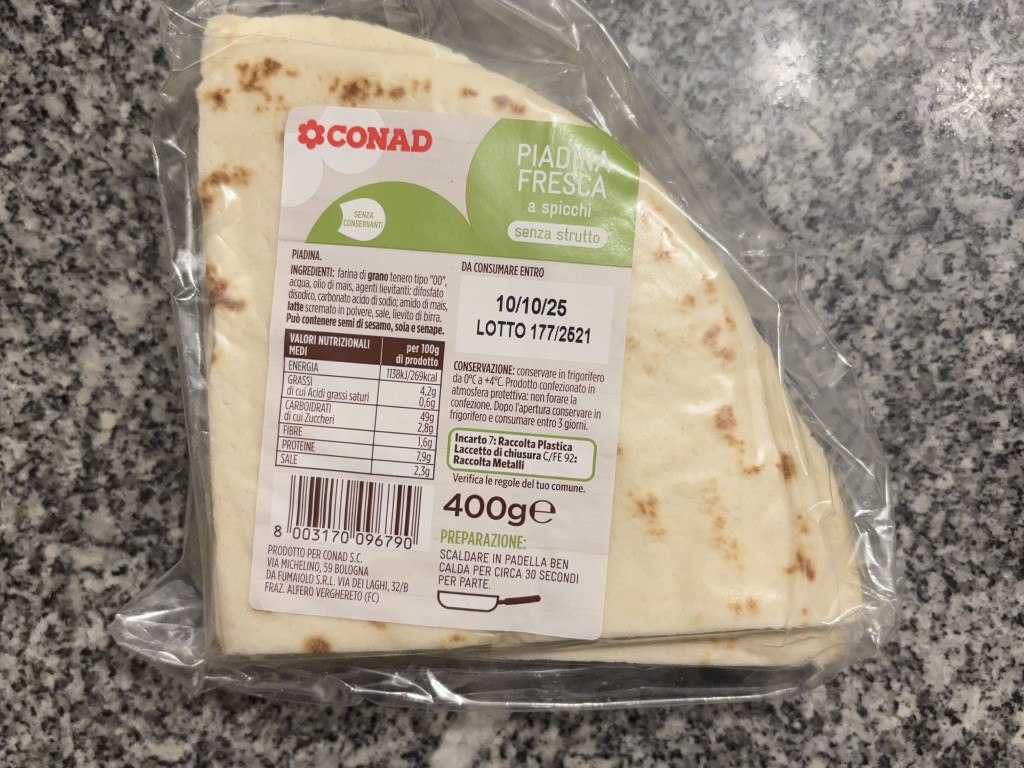 CONAD
PIADINA
FRESCA
a spicchi
senza strutto
SENZA
CONSERVANTI
PIADINA.
INGREDIENTI: farina di grano tenero tipo "00",
acqua, olio di mais, agenti lievitanti: difosfato
disodico, carbonato acido di sodio; amido di mais,
latte scremato in polvere, sale, lievito di birra.
Può contenere semi di sesamo, soia e senape.
VALORI NUTRIZIONALI MEDI per 100g di prodotto
ENERGIA 1138kJ/269kcal
GRASSI 4,2g
di cui Acidi grassi saturi 0,6g
CARBOIDRATI 49g
di cui Zuccheri 2,8g
FIBRE 1,6g
PROTEINE 7,9g
SALE 2,3g
8 003170 096790
PRODOTTO PER CONAD S.C.
VIA MICHELINO, 59 BOLOGNA
DA FUMAIOLO S.R.L. VIA DEI LAGHI, 32/B
FRAZ. ALFERO VERGHERETO (FC)
DA CONSUMARE ENTRO
10/10/25
LOTTO 177/2521
CONSERVAZIONE: conservare in frigorifero
da 0°C a +4°C. Prodotto confezionato in
atmosfera protettiva: non forare la
confezione. Dopo l'apertura conservare in
frigorifero e consumare entro 3 giorni.
Incarto 7: Raccolta Plastica
Laccetto di chiusura C/FE 92:
Raccolta Metalli
Verifica le regole del tuo comune.
400g e
PREPARAZIONE:
SCALDARE IN PADELLA BEN
CALDA PER CIRCA 30 SECONDI
PER PARTE.